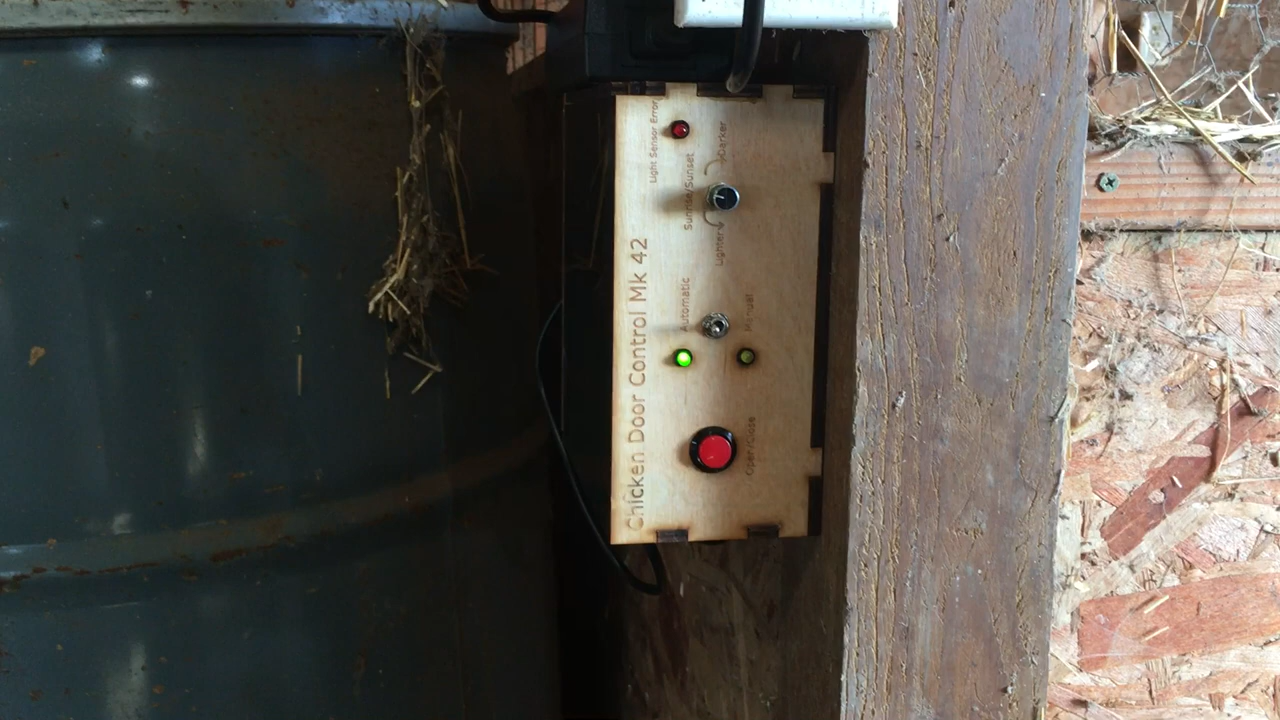 Chicken Door Control Mk 42
Light Sensor Error
Sunrise/Sunset
Lighter
Darker
Automatic
Manual
Open/Close